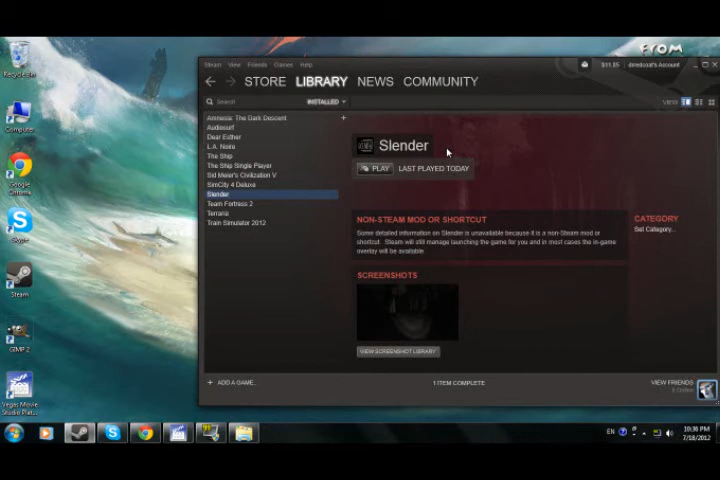 FROM
Recycle Bin
Computer
Google
Chrome
Skype
Steam
GIMP 2
Vegas Movie
Studio Plat...
Steam View Friends Games Help
$11.05
STORE LIBRARY NEWS COMMUNITY
Search
INSTALLED
VIEW
Amnesia: The Dark Descent
+
Audiosurf
Dear Esther
L.A. Noire
The Ship
The Ship Single Player
Sid Meier's Civilization V
SimCity 4 Deluxe
Slender
Team Fortress 2
Terraria
Train Simulator 2012
Slender
PLAY
LAST PLAYED TODAY
NON-STEAM MOD OR SHORTCUT
Some detailed information on Slender is unavailable because it is a non-Steam mod or
shortcut. Steam will still manage launching the game for you and in most cases the in-game
overlay will be available.
CATEGORY
Set Category...
SCREENSHOTS
VIEW SCREENSHOT LIBRARY
+ ADD A GAME...
1 ITEM COMPLETE
VIEW FRIENDS
Online
EN
10:36 PM
7/18/2012